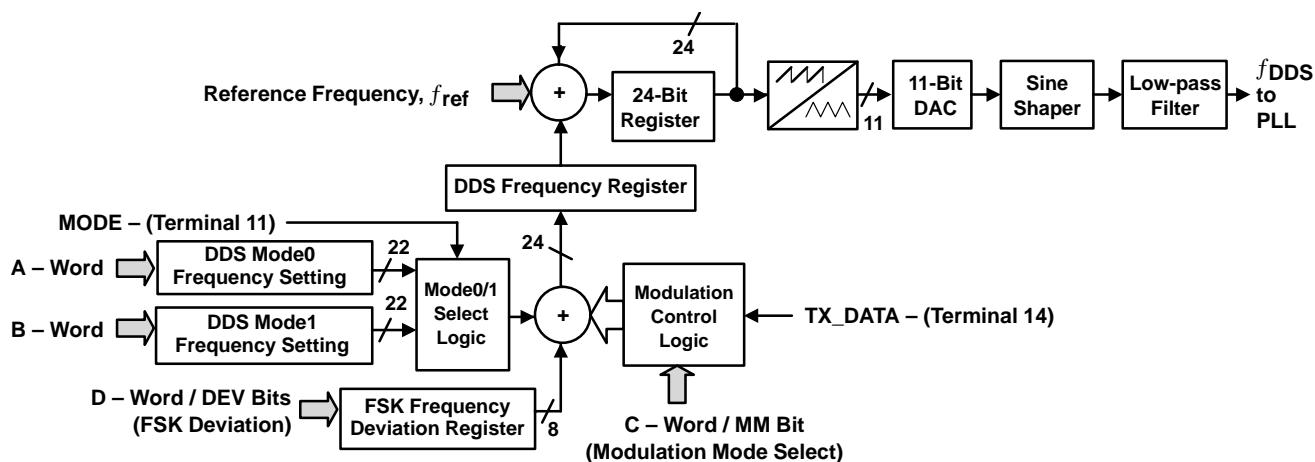 24
Reference Frequency, fref
+
24-Bit
Register
11
11-Bit
DAC
Sine
Shaper
Low-pass
Filter
fDDS
to
PLL
DDS Frequency Register
MODE – (Terminal 11)
24
A – Word
DDS Mode0
Frequency Setting
22
B – Word
DDS Mode1
Frequency Setting
22
Mode0/1
Select
Logic
+
Modulation
Control
Logic
TX_DATA – (Terminal 14)
D – Word / DEV Bits
(FSK Deviation)
FSK Frequency
Deviation Register
8
C – Word / MM Bit
(Modulation Mode Select)